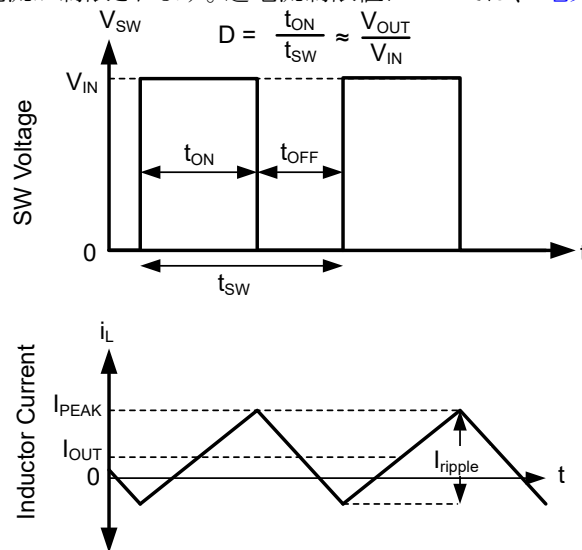 V_SW
D = t_ON / t_SW ≈ V_OUT / V_IN
V_IN
SW Voltage
t_ON
t_OFF
0
t
t_SW
i_L
Inductor Current
I_PEAK
I_OUT
0
I_ripple
t